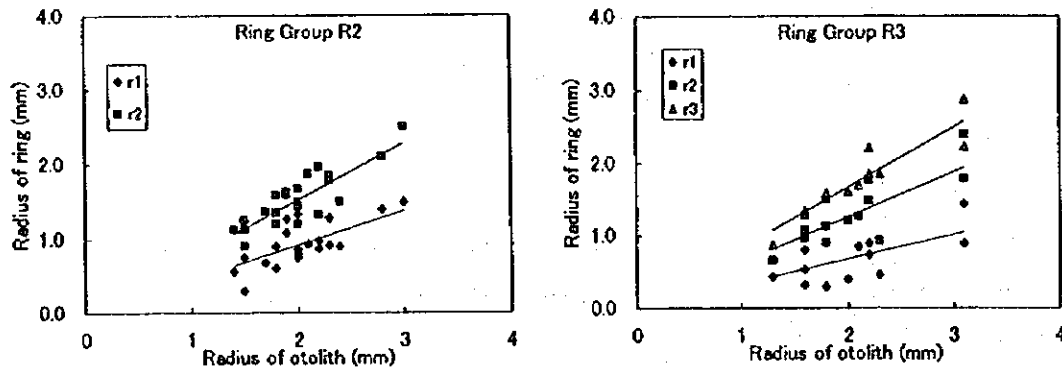 Ring Group R2
Radius of ring (mm)
4.0
3.0
2.0
1.0
0.0
r1
r2
0 1 2 3 4
Radius of otolith (mm)
Ring Group R3
Radius of ring (mm)
4.0
3.0
2.0
1.0
0.0
r1
r2
r3
0 1 2 3 4
Radius of otolith (mm)